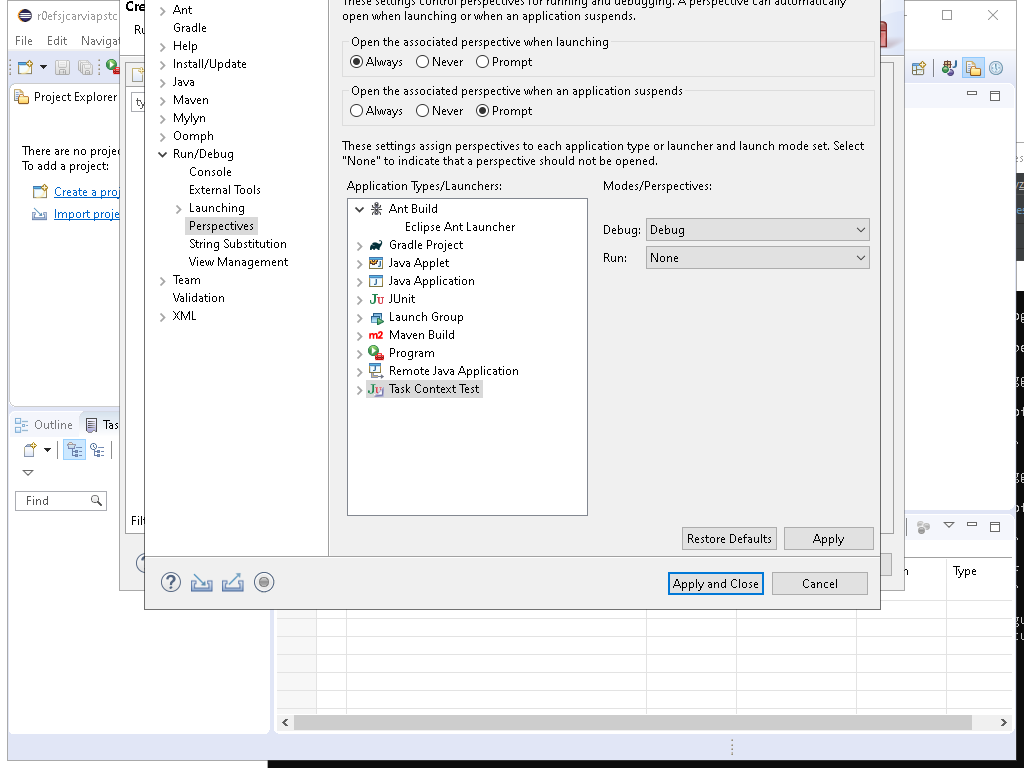 r0efsjcarviapstc
File Edit Navigat
Project Explorer
There are no proje
To add a project:
Create a proj
Import proje
Outline
Tas
Find
Cre
Ru
ty
Filt
Ant
Gradle
Help
Install/Update
Java
Maven
Mylyn
Oomph
Run/Debug
Console
External Tools
Launching
Perspectives
String Substitution
View Management
Team
Validation
XML
These settings control perspectives for running and debugging. A perspective can automatically
open when launching or when an application suspends.
Open the associated perspective when launching
Always Never Prompt
Open the associated perspective when an application suspends
Always Never Prompt
These settings assign perspectives to each application type or launcher and launch mode set. Select
"None" to indicate that a perspective should not be opened.
Application Types/Launchers:
Modes/Perspectives:
Ant Build
Eclipse Ant Launcher
Gradle Project
Java Applet
Java Application
JUnit
Launch Group
Maven Build
Program
Remote Java Application
Task Context Test
Debug: Debug
Run: None
Restore Defaults Apply
Apply and Close Cancel
Type